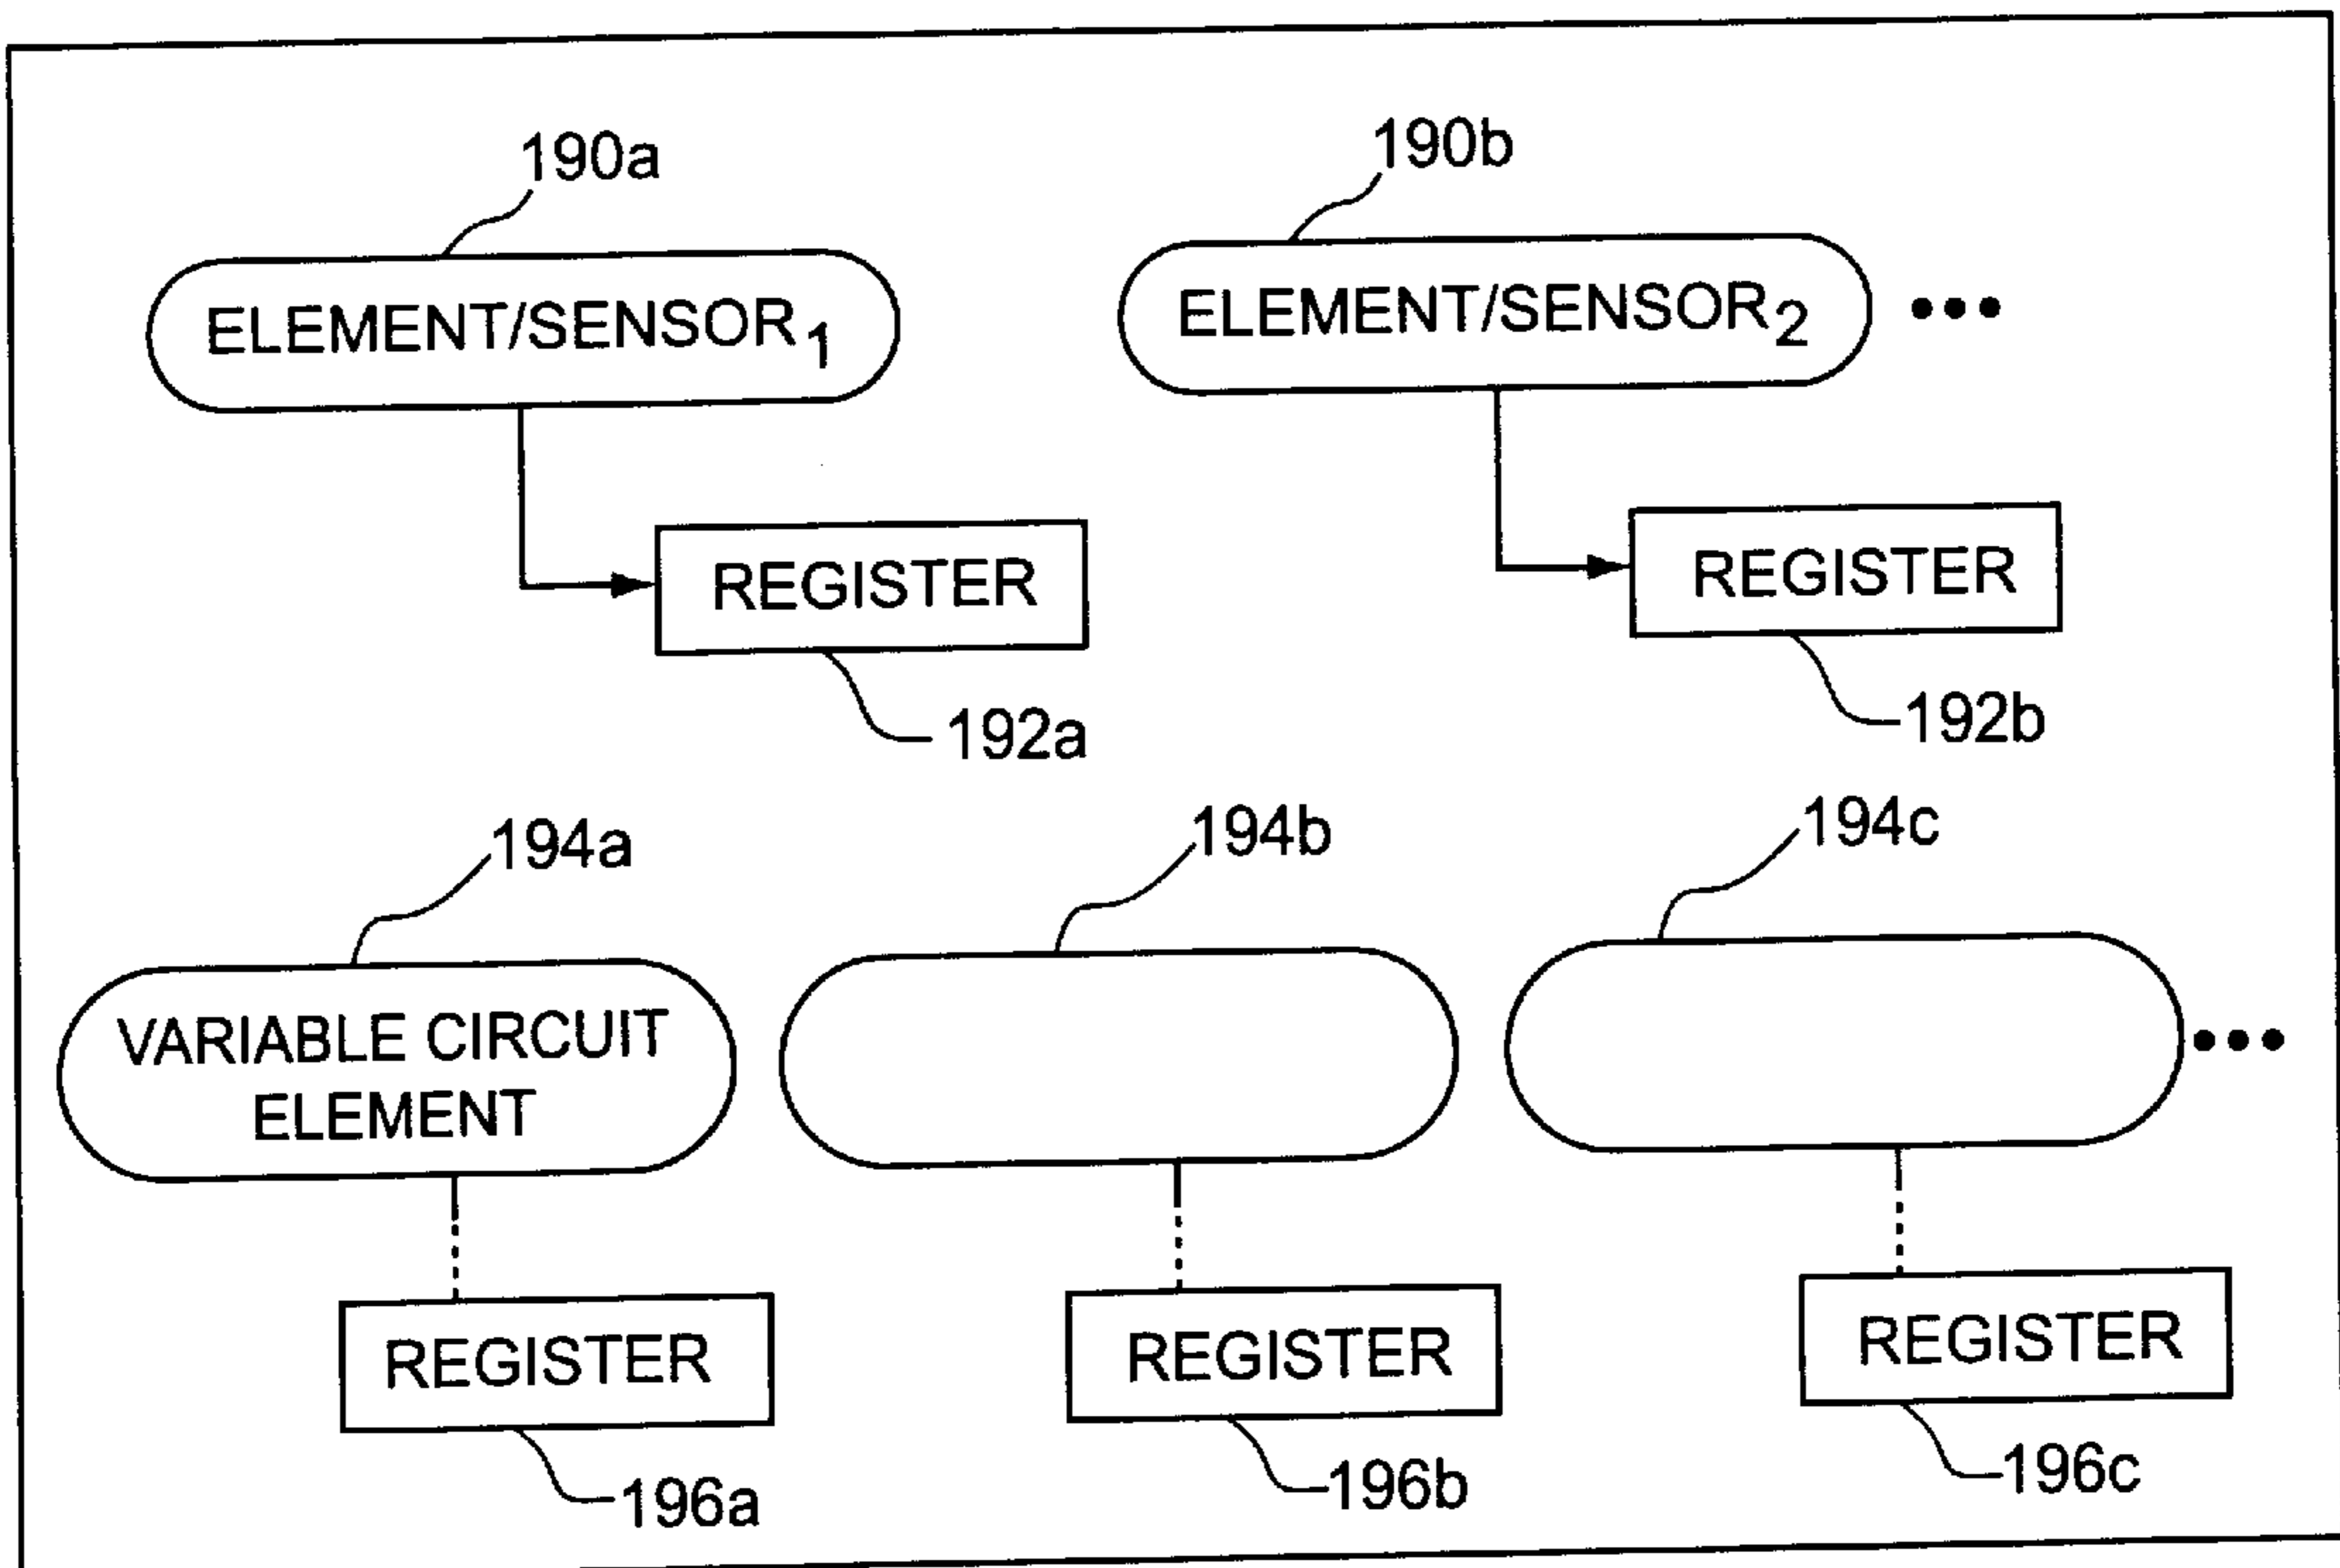 190a
190b
ELEMENT/SENSOR₁
ELEMENT/SENSOR₂ •••
REGISTER
REGISTER
192a
192b
194a
194b
194c
VARIABLE CIRCUIT
ELEMENT
•••
REGISTER
REGISTER
REGISTER
196a
196b
196c